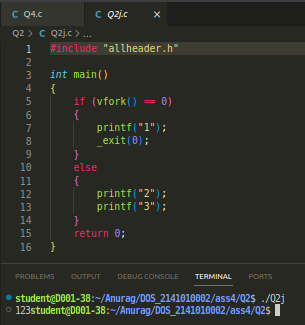 C Q4.c C Q2j.c ×
Q2 > C Q2j.c > ...
1 #include "allheader.h"
2
3 int main()
4 {
5 if (vfork() == 0)
6 {
7 printf("1");
8 _exit(0);
9 }
10 else
11 {
12 printf("2");
13 printf("3");
14 }
15 return 0;
16 }
PROBLEMS OUTPUT DEBUG CONSOLE TERMINAL PORTS
student@D001-38:~/Anurag/DOS_2141010002/ass4/Q2$ ./Q2j
123student@D001-38:~/Anurag/DOS_2141010002/ass4/Q2$